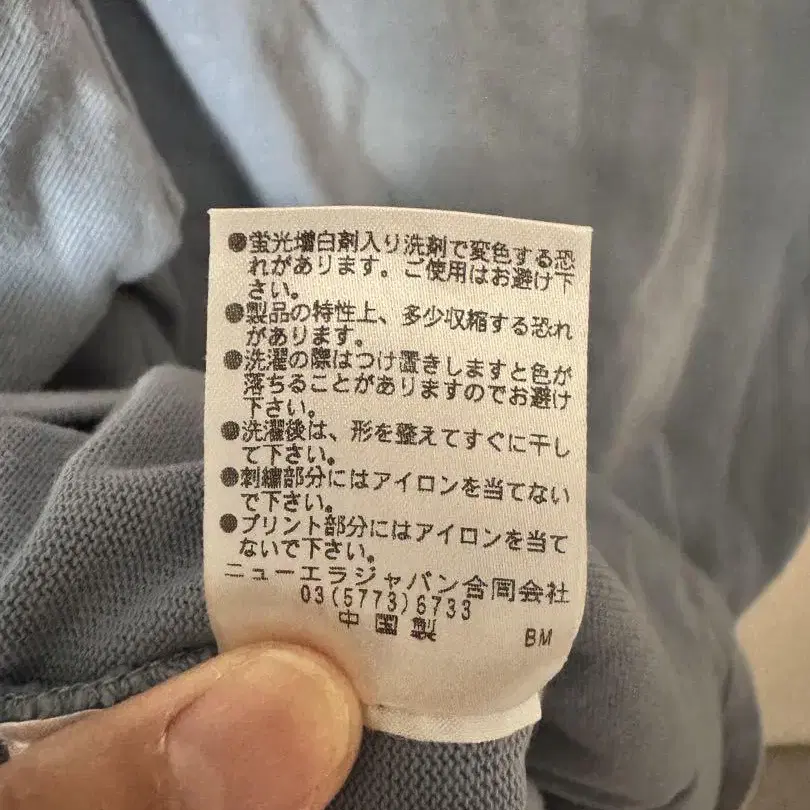 ●蛍光増白剤入り洗剤で変色する恐
れがあります。ご使用はお避け下
さい。
●製品の特性上、多少収縮する恐れ
があります。
●洗濯の際はつけ置きしますと色が
落ちることがありますのでお避け
下さい。
●洗濯後は、形を整えてすぐに干し
て下さい。
●刺繍部分にはアイロンを当てない
で下さい。
●プリント部分にはアイロンを当て
ないで下さい。
ニューエラジャパン合同会社
03(5773)6733
中国製 BM